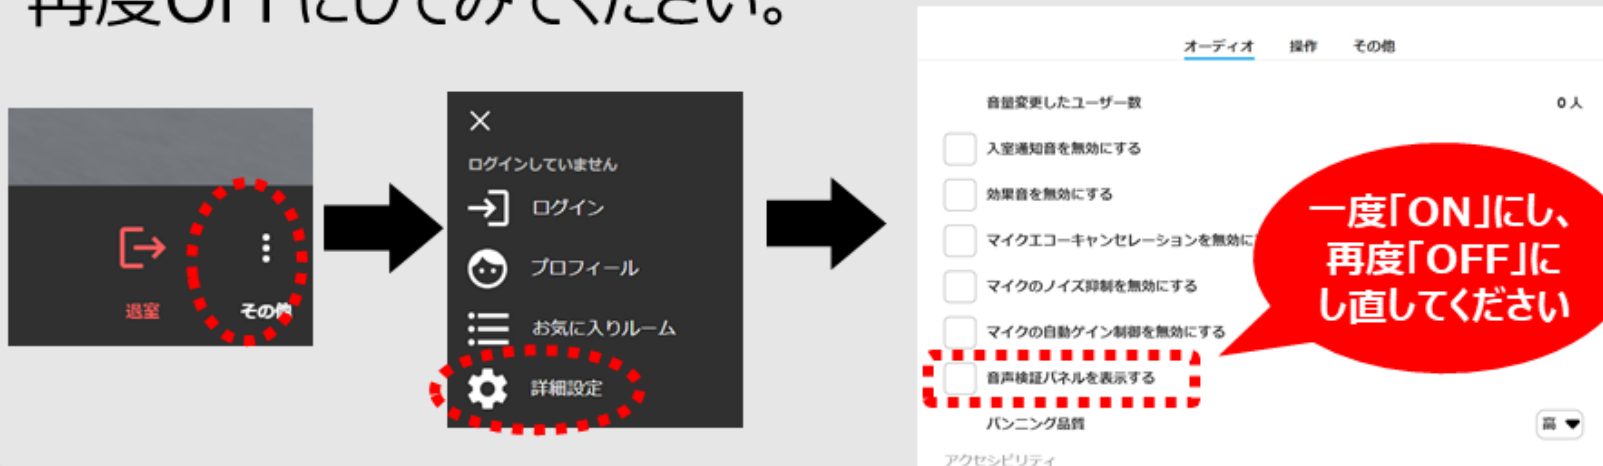 再度OFFにしてみてください。
退室
その他
ログインしていません
ログイン
プロフィール
お気に入りルーム
詳細設定
オーディオ 操作 その他
音量変更したユーザー数 0人
入室通知音を無効にする
効果音を無効にする
マイクエコーキャンセレーションを無効に
マイクのノイズ抑制を無効にする
マイクの自動ゲイン制御を無効にする
音声検証パネルを表示する
パンニング品質 高
アクセシビリティ
一度「ON」にし、
再度「OFF」に
し直してください